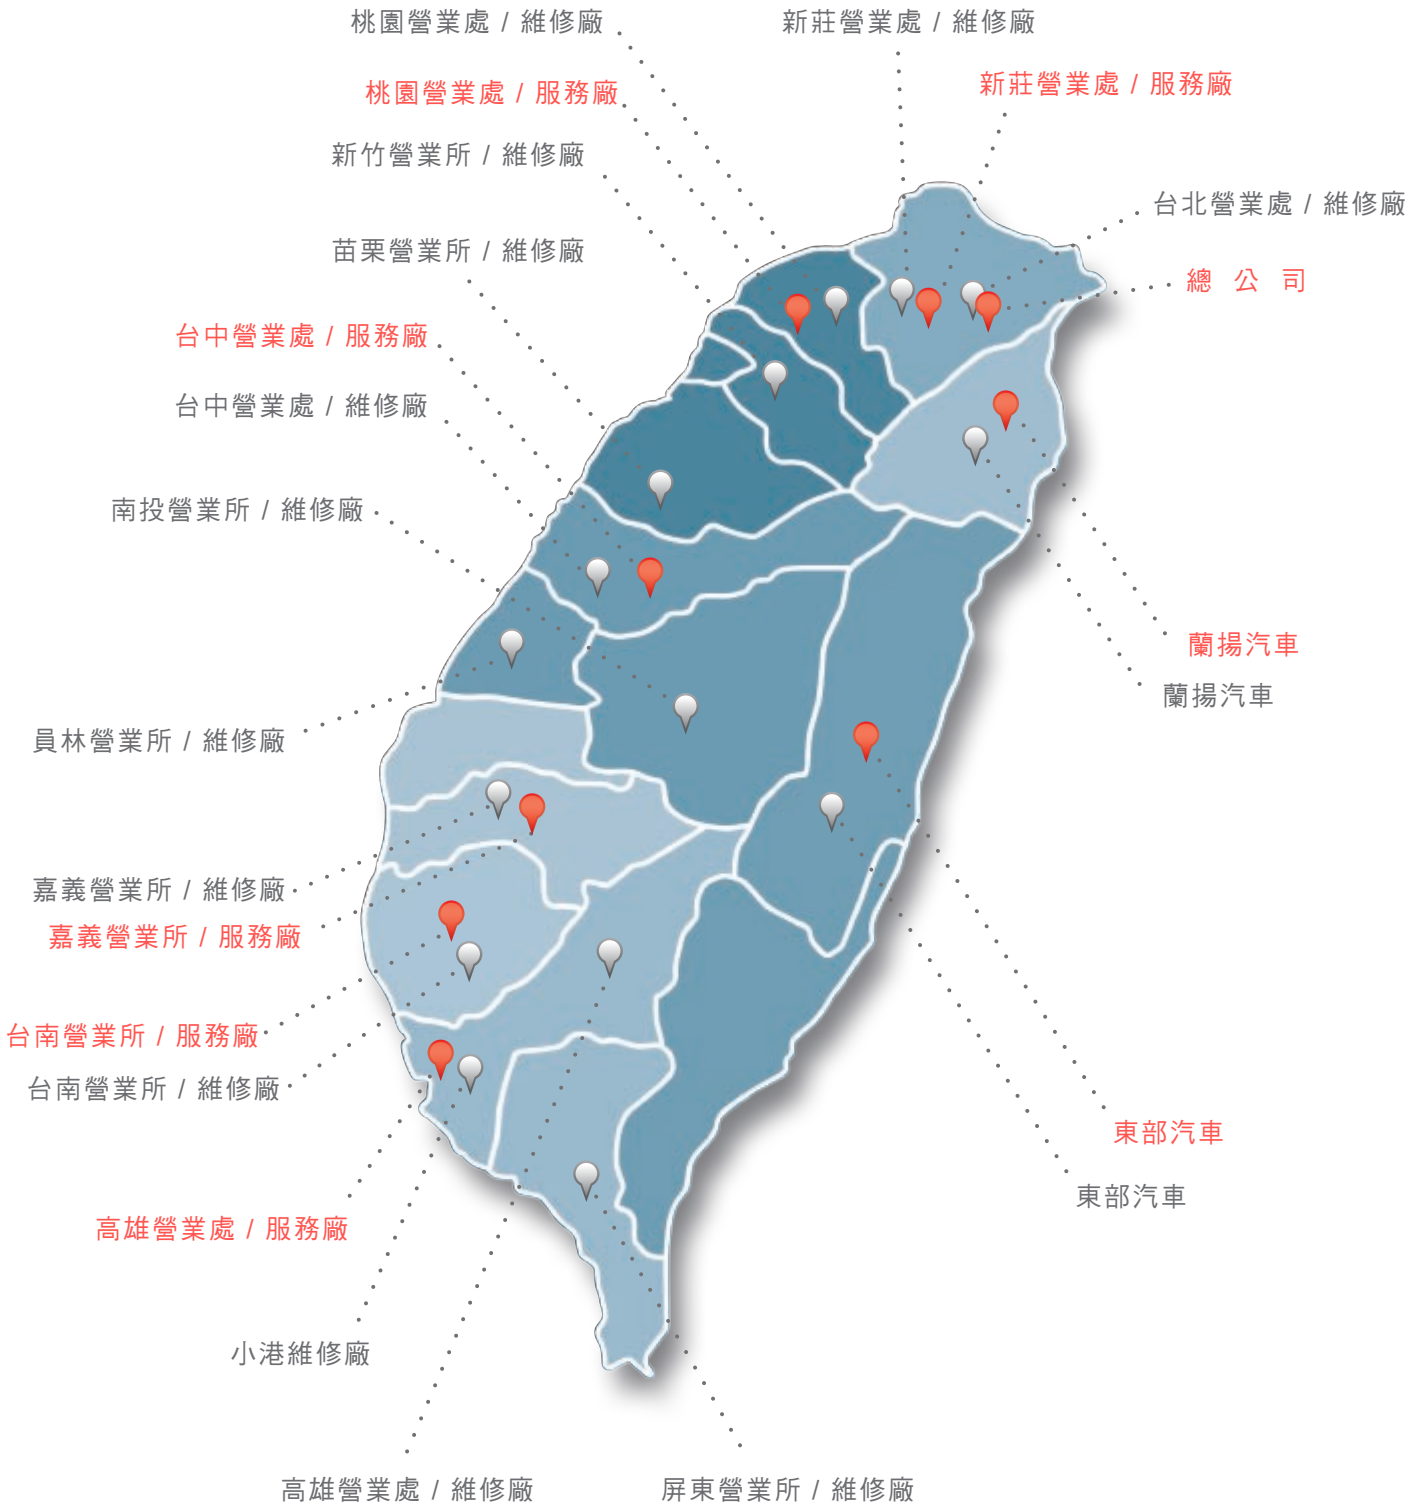 桃園營業處 / 維修廠
新莊營業處 / 維修廠
桃園營業處 / 服務廠
新莊營業處 / 服務廠
新竹營業所 / 維修廠
台北營業處 / 維修廠
苗栗營業所 / 維修廠
總 公 司
台中營業處 / 服務廠
台中營業處 / 維修廠
南投營業所 / 維修廠
蘭揚汽車
蘭揚汽車
員林營業所 / 維修廠
嘉義營業所 / 維修廠
嘉義營業所 / 服務廠
台南營業所 / 服務廠
台南營業所 / 維修廠
東部汽車
東部汽車
高雄營業處 / 服務廠
小港維修廠
高雄營業處 / 維修廠
屏東營業所 / 維修廠